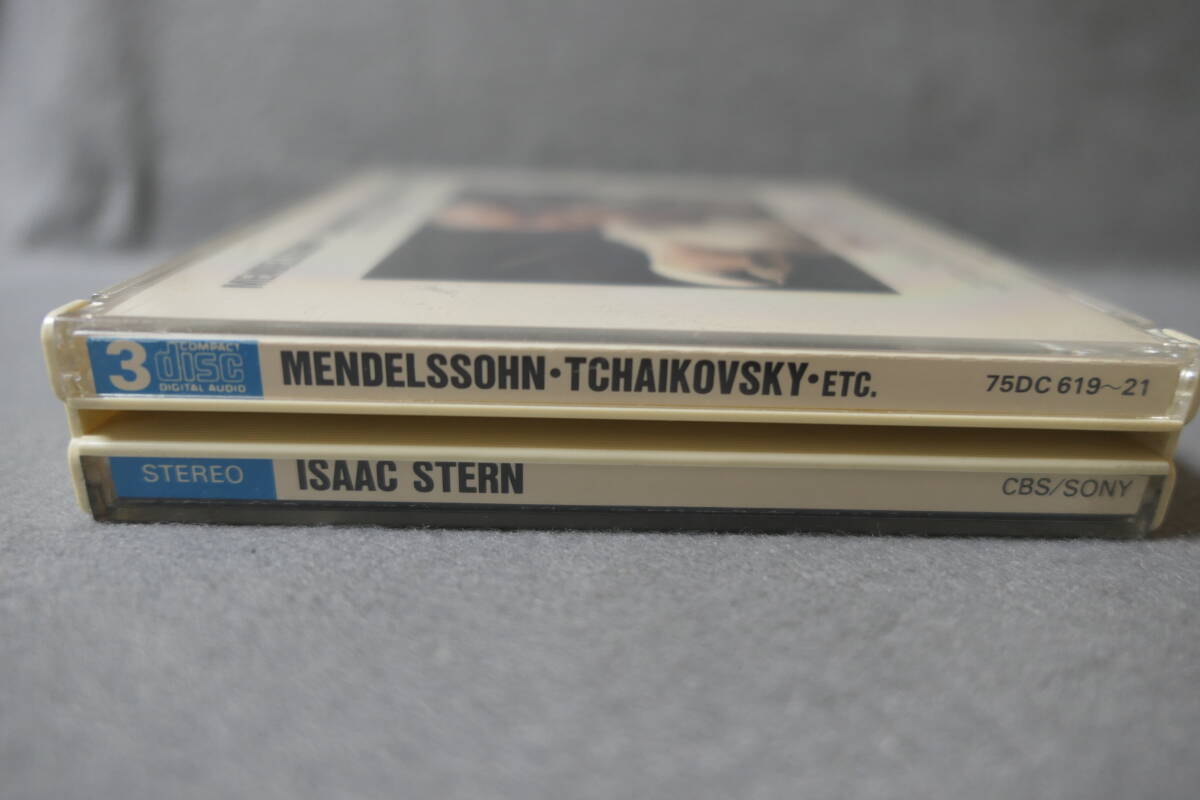 3 COMPACT disc DIGITAL AUDIO MENDELSSOHN・TCHAIKOVSKY・ETC. 75DC 619~21
STEREO ISAAC STERN CBS/SONY